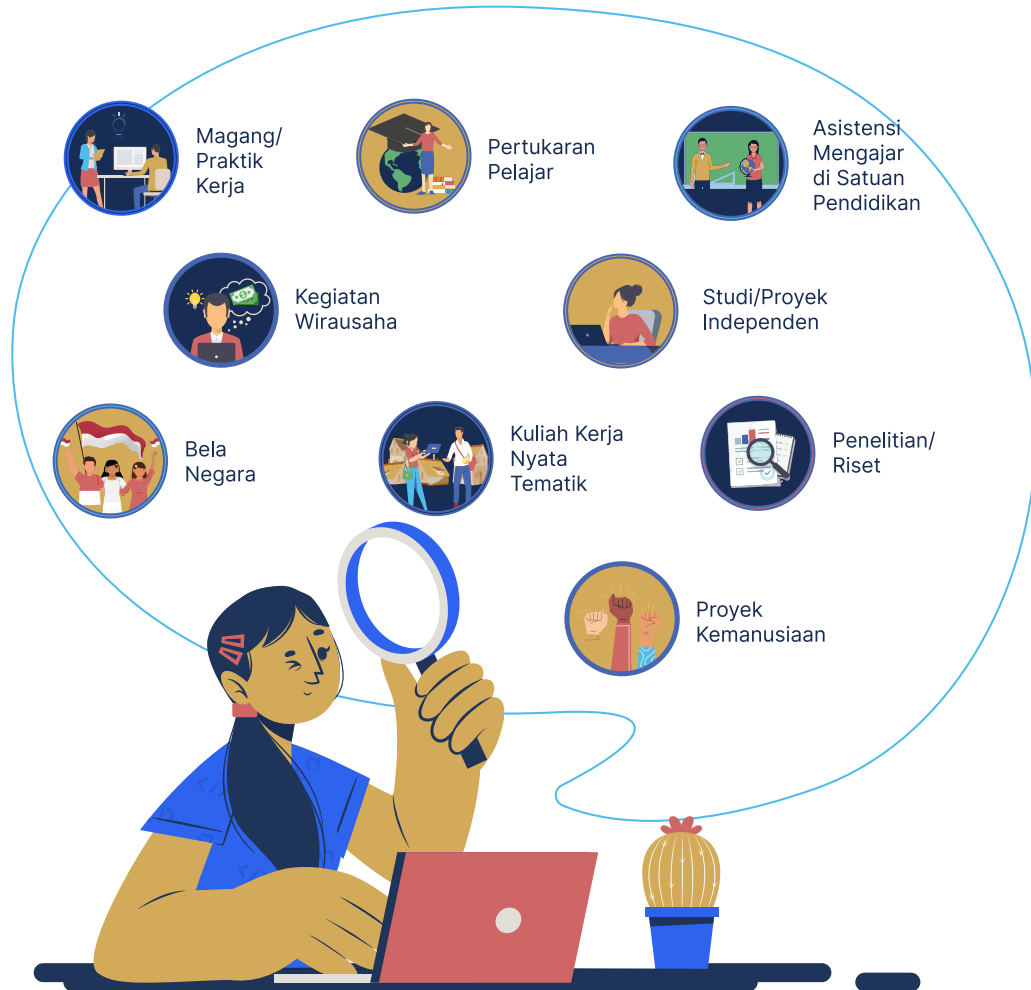 Magang/
Praktik
Kerja
Pertukaran
Pelajar
Asistensi
Mengajar
di Satuan
Pendidikan
Kegiatan
Wirausaha
Studi/Proyek
Independen
Bela
Negara
Kuliah Kerja
Nyata
Tematik
Penelitian/
Riset
Proyek
Kemanusiaan